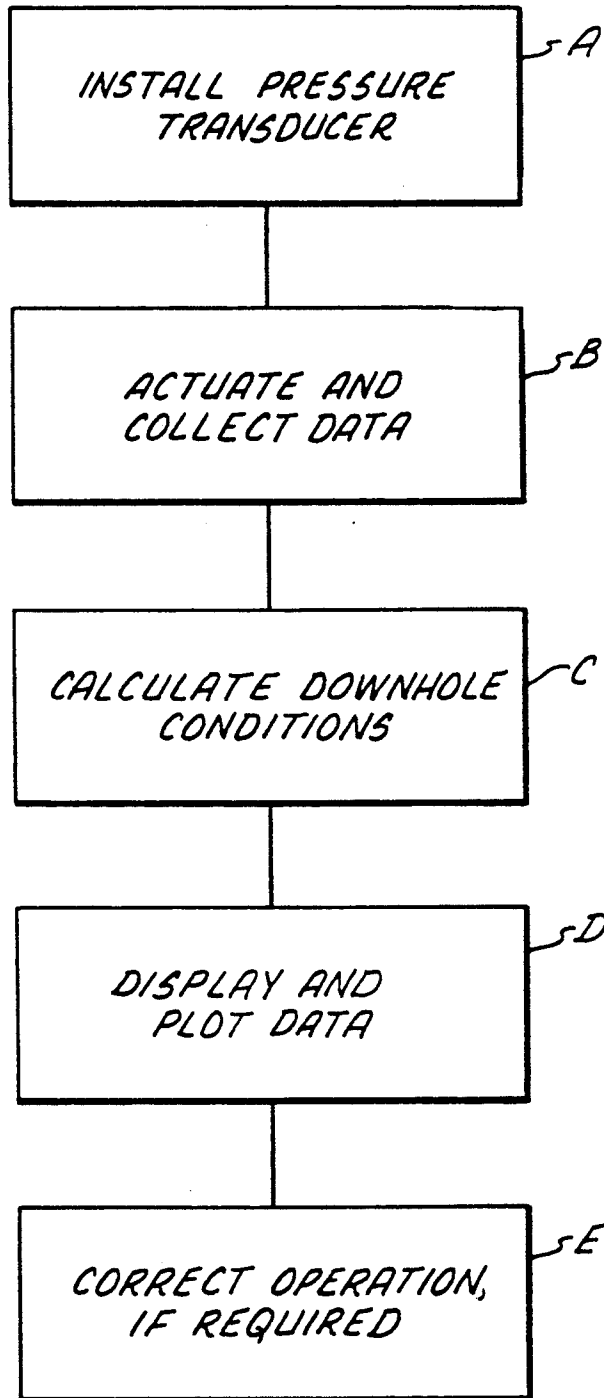 A
INSTALL PRESSURE
TRANSDUCER
B
ACTUATE AND
COLLECT DATA
C
CALCULATE DOWNHOLE
CONDITIONS
D
DISPLAY AND
PLOT DATA
E
CORRECT OPERATION,
IF REQUIRED